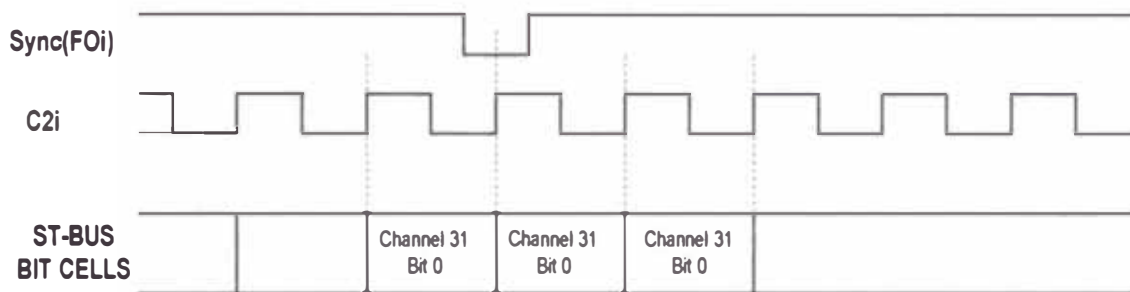 Sync(FOi)
C2i
ST-BUS
BIT CELLS
Channel 31
Bit 0
Channel 31
Bit 0
Channel 31
Bit 0